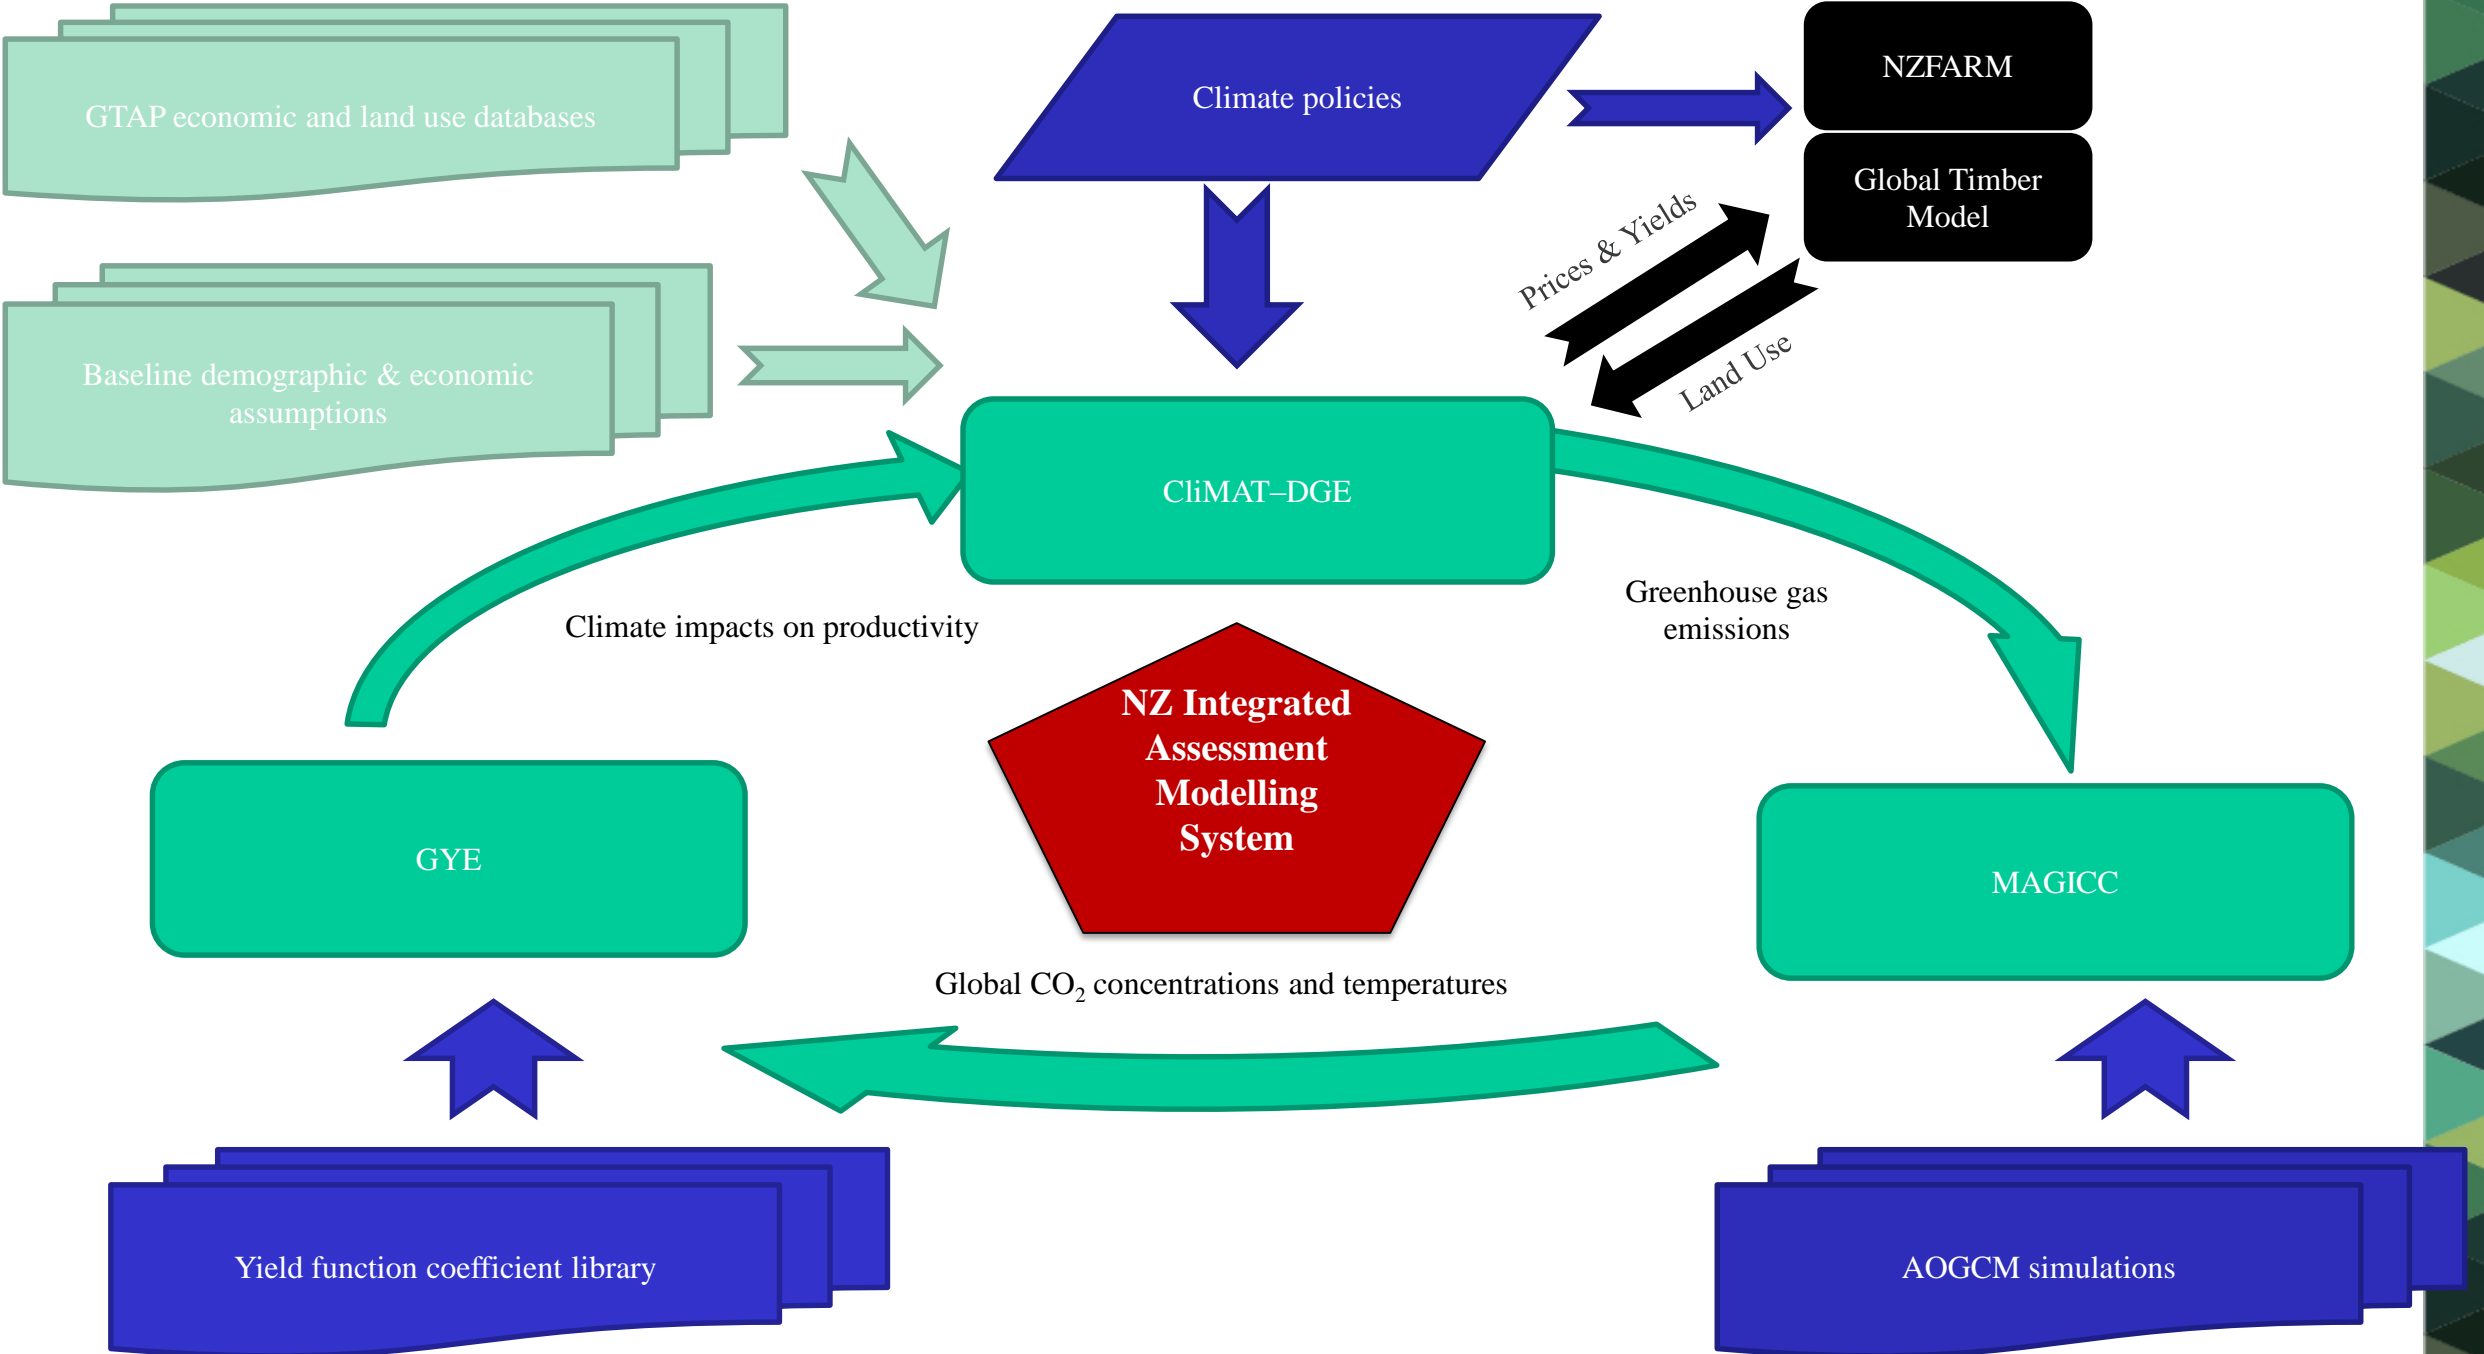 GTAP economic and land use databases
Climate policies
NZFARM
Global Timber
Model
Prices & Yields
Land Use
Baseline demographic & economic
assumptions
CliMAT–DGE
Climate impacts on productivity
Greenhouse gas
emissions
NZ Integrated
Assessment
Modelling
System
GYE
MAGICC
Global CO₂ concentrations and temperatures
Yield function coefficient library
AOGCM simulations